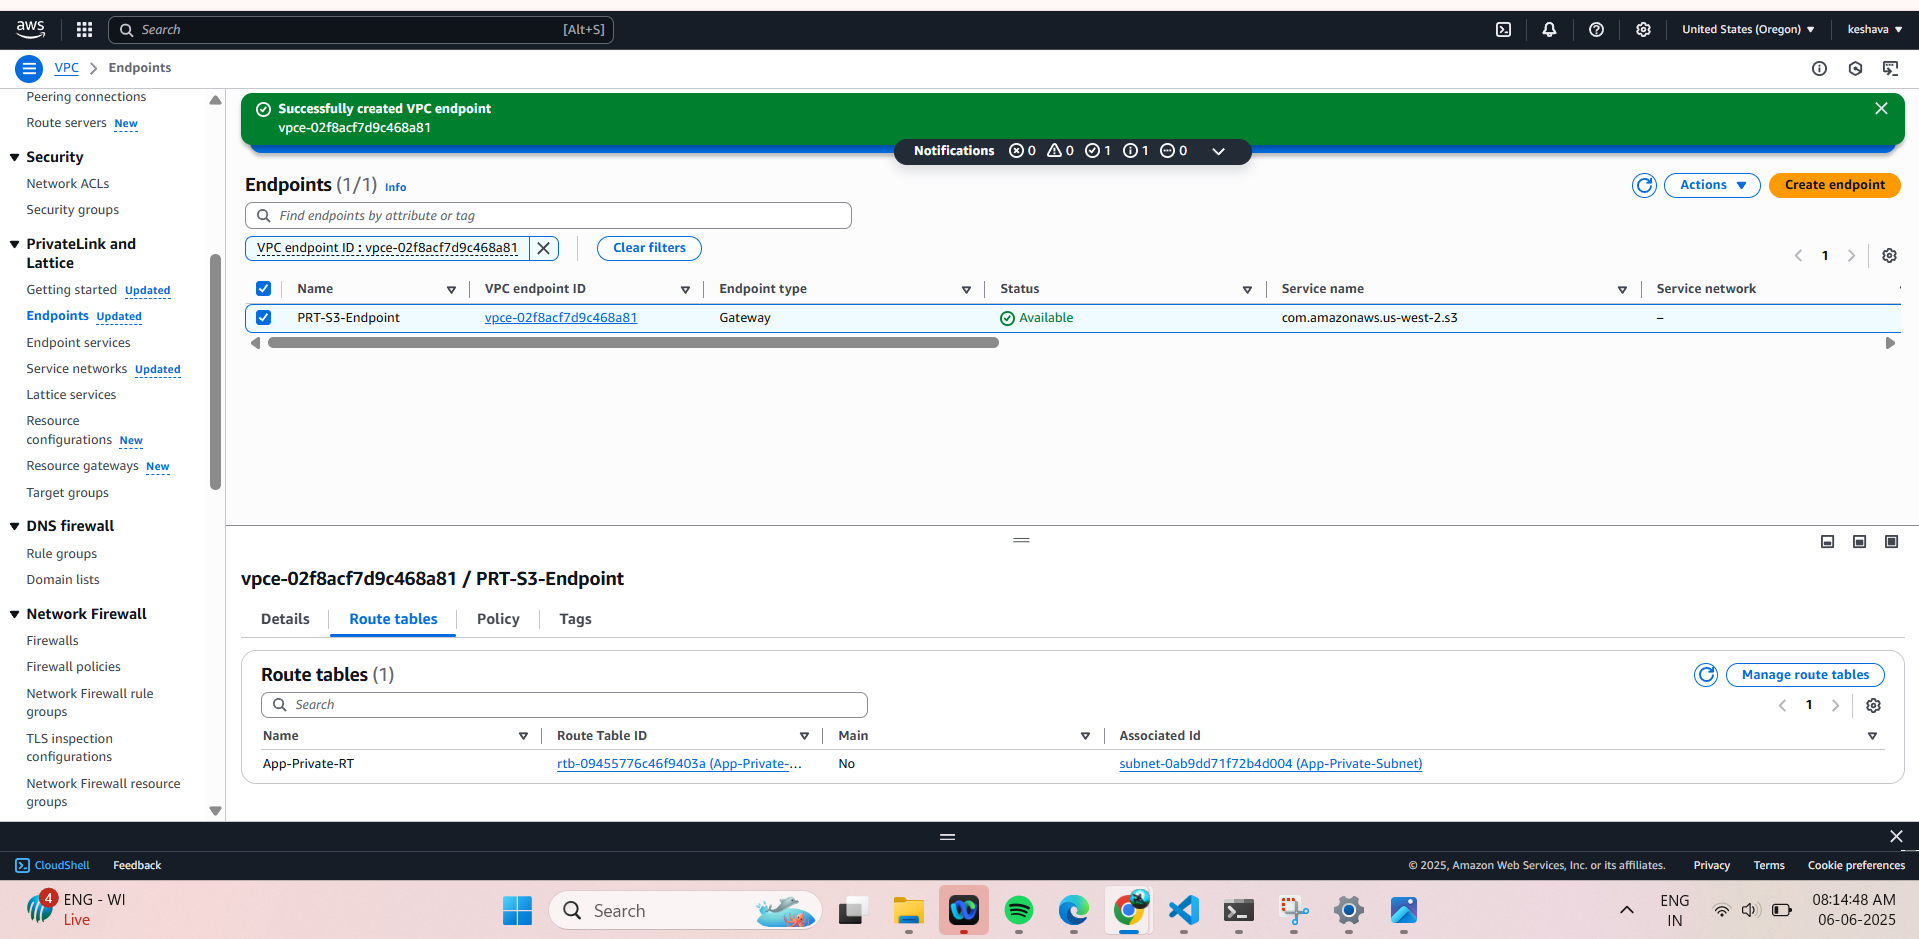 aws
Search
[Alt+S]
United States (Oregon)
keshava
VPC
Endpoints
Peering connections
Route servers New
Security
Network ACLs
Security groups
PrivateLink and
Lattice
Getting started Updated
Endpoints Updated
Endpoint services
Service networks Updated
Lattice services
Resource
configurations New
Resource gateways New
Target groups
DNS firewall
Rule groups
Domain lists
Network Firewall
Firewalls
Firewall policies
Network Firewall rule
groups
TLS inspection
configurations
Network Firewall resource
groups
Successfully created VPC endpoint
vpce-02f8acf7d9c468a81
Notifications 0 0 1 1 0
Endpoints (1/1) Info
Actions
Create endpoint
Find endpoints by attribute or tag
VPC endpoint ID : vpce-02f8acf7d9c468a81
Clear filters
1
Name VPC endpoint ID Endpoint type Status Service name Service network
PRT-S3-Endpoint vpce-02f8acf7d9c468a81 Gateway Available com.amazonaws.us-west-2.s3 –
vpce-02f8acf7d9c468a81 / PRT-S3-Endpoint
Details Route tables Policy Tags
Route tables (1)
Manage route tables
Search
1
Name Route Table ID Main Associated Id
App-Private-RT rtb-09455776c46f9403a (App-Private-... No subnet-0ab9dd71f72b4d004 (App-Private-Subnet)
CloudShell Feedback
© 2025, Amazon Web Services, Inc. or its affiliates. Privacy Terms Cookie preferences
4
ENG - WI
Live
Search
ENG
IN
08:14:48 AM
06-06-2025